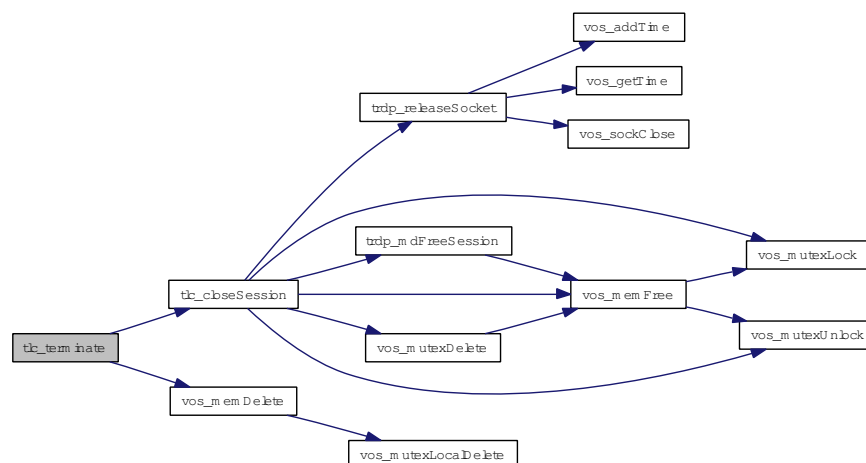 vos_addTime
vos_getTime
trdp_releaseSocket
vos_sockClose
trdp_mdFreeSession
vos_mutexLock
tlc_closeSession
vos_memFree
vos_mutexUnlock
tlc_terminate
vos_mutexDelete
vos_memDelete
vos_mutexLocalDelete